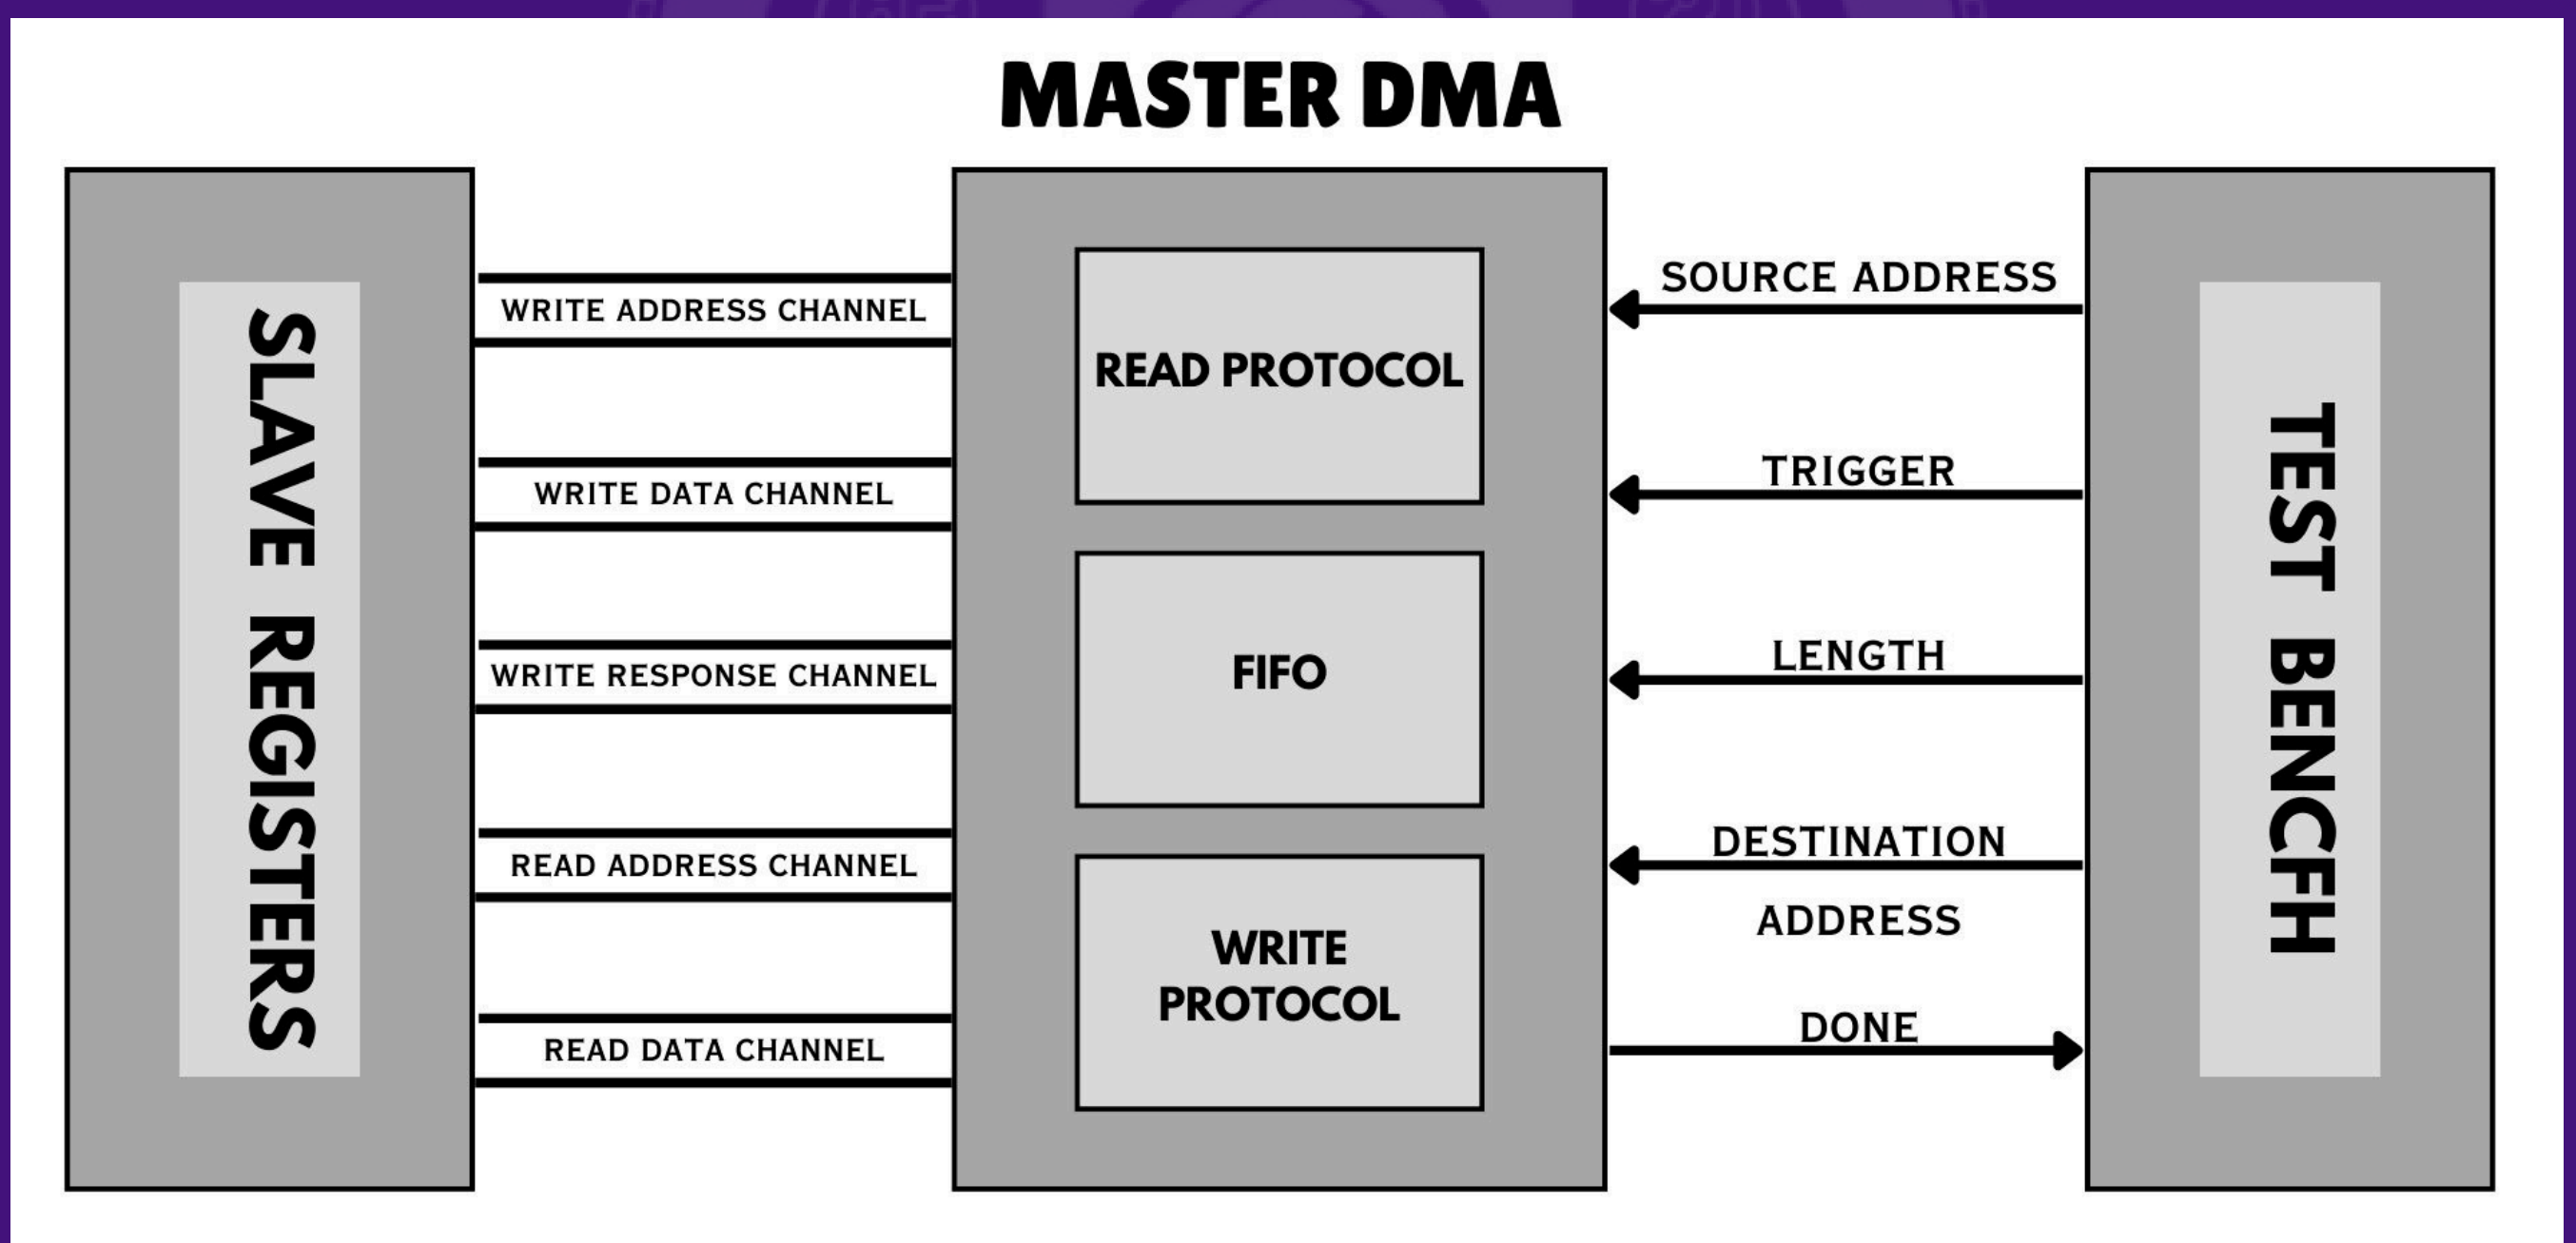 MASTER DMA
SLAVE REGISTERS
WRITE ADDRESS CHANNEL
WRITE DATA CHANNEL
WRITE RESPONSE CHANNEL
READ ADDRESS CHANNEL
READ DATA CHANNEL
READ PROTOCOL
FIFO
WRITE
PROTOCOL
SOURCE ADDRESS
TRIGGER
LENGTH
DESTINATION
ADDRESS
DONE
TEST BENCFH